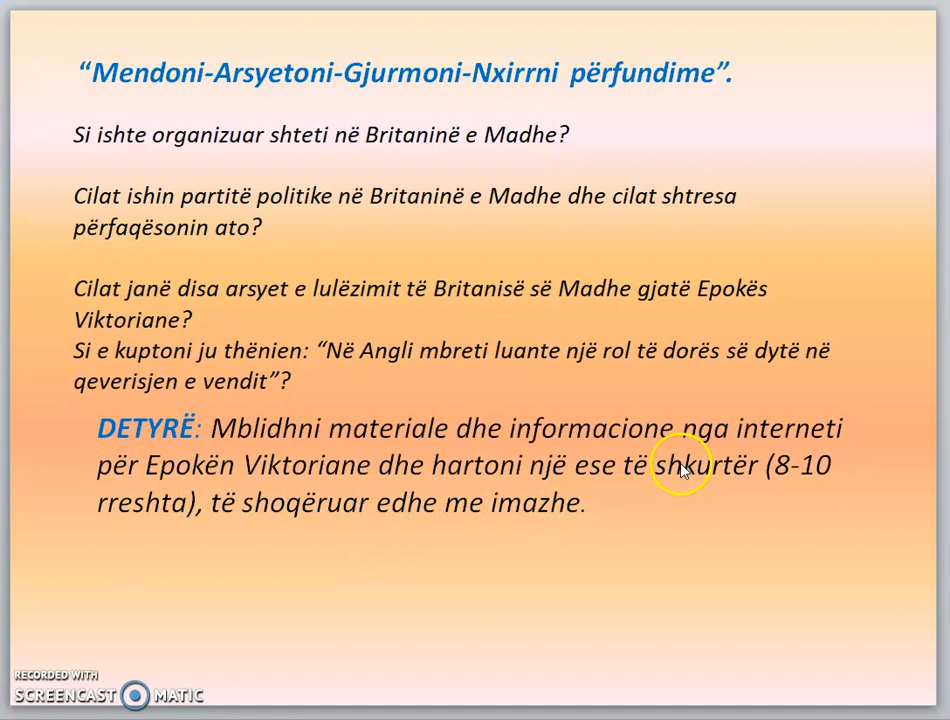 “Mendoni-Arsyetoni-Gjurmoni-Nxirrni përfundime”.
Si ishte organizuar shteti në Britaninë e Madhe?
Cilat ishin partitë politike në Britaninë e Madhe dhe cilat shtresa
përfaqësonin ato?
Cilat janë disa arsyet e lulëzimit të Britanisë së Madhe gjatë Epokës
Viktoriane?
Si e kuptoni ju thënien: “Në Angli mbreti luante një rol të dorës së dytë në
qeverisjen e vendit”?
DETYRË: Mblidhni materiale dhe informacione nga interneti
për Epokën Viktoriane dhe hartoni një ese të shkurtër (8-10
rreshta), të shoqëruar edhe me imazhe.
RECORDED WITH
SCREENCAST MATIC